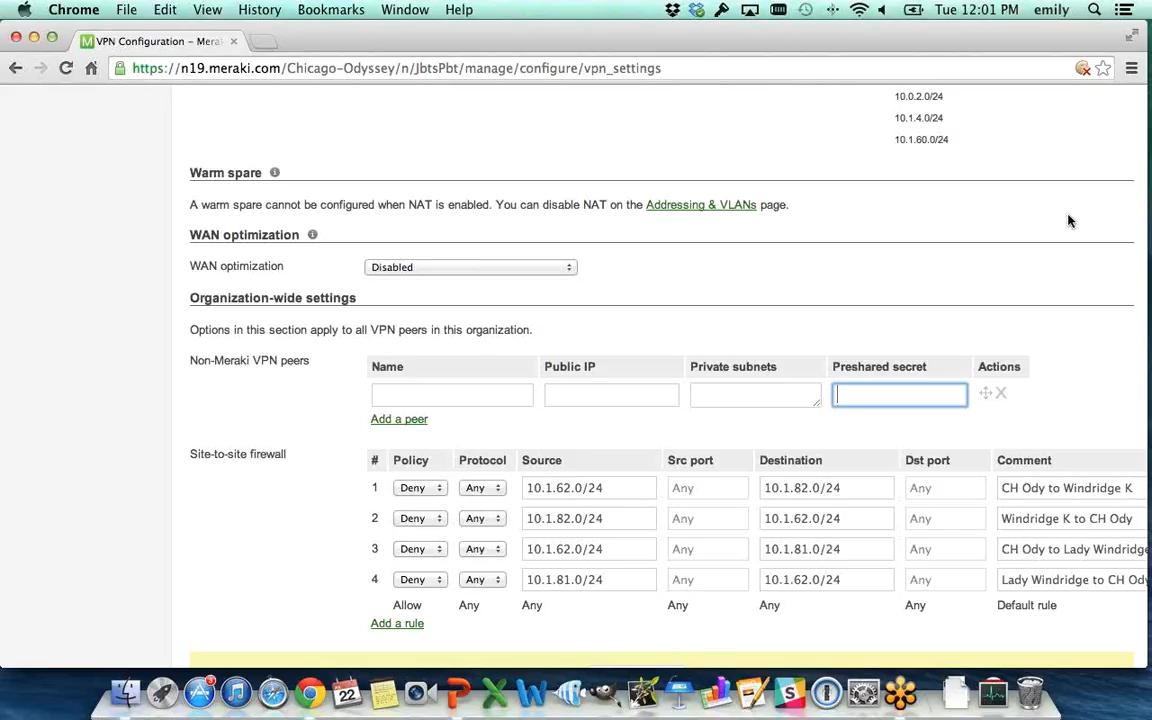 Chrome File Edit View History Bookmarks Window Help Tue 12:01 PM emily
VPN Configuration – Mera
https://n19.meraki.com/Chicago-Odyssey/n/JbtsPbt/manage/configure/vpn_settings
10.0.2.0/24
10.1.4.0/24
10.1.60.0/24
Warm spare
A warm spare cannot be configured when NAT is enabled. You can disable NAT on the Addressing & VLANs page.
WAN optimization
WAN optimization Disabled
Organization-wide settings
Options in this section apply to all VPN peers in this organization.
Non-Meraki VPN peers
Name Public IP Private subnets Preshared secret Actions
X
Add a peer
Site-to-site firewall
# Policy Protocol Source Src port Destination Dst port Comment
1 Deny Any 10.1.62.0/24 Any 10.1.82.0/24 Any CH Ody to Windridge K
2 Deny Any 10.1.82.0/24 Any 10.1.62.0/24 Any Windridge K to CH Ody
3 Deny Any 10.1.62.0/24 Any 10.1.81.0/24 Any CH Ody to Lady Windridge
4 Deny Any 10.1.81.0/24 Any 10.1.62.0/24 Any Lady Windridge to CH Ody
Allow Any Any Any Any Any Default rule
Add a rule